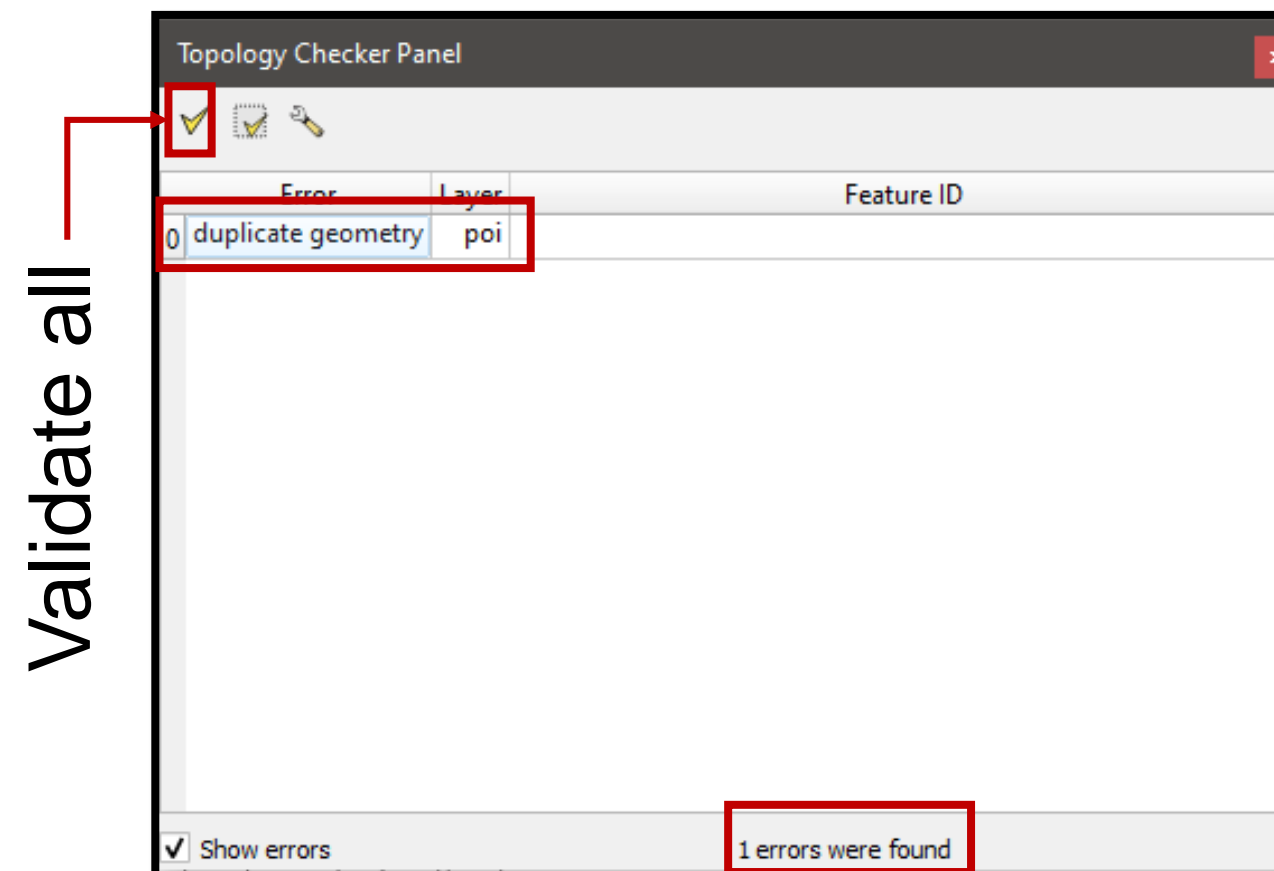 Topology Checker Panel
Validate all
Error Layer Feature ID
0 duplicate geometry poi
Show errors 1 errors were found